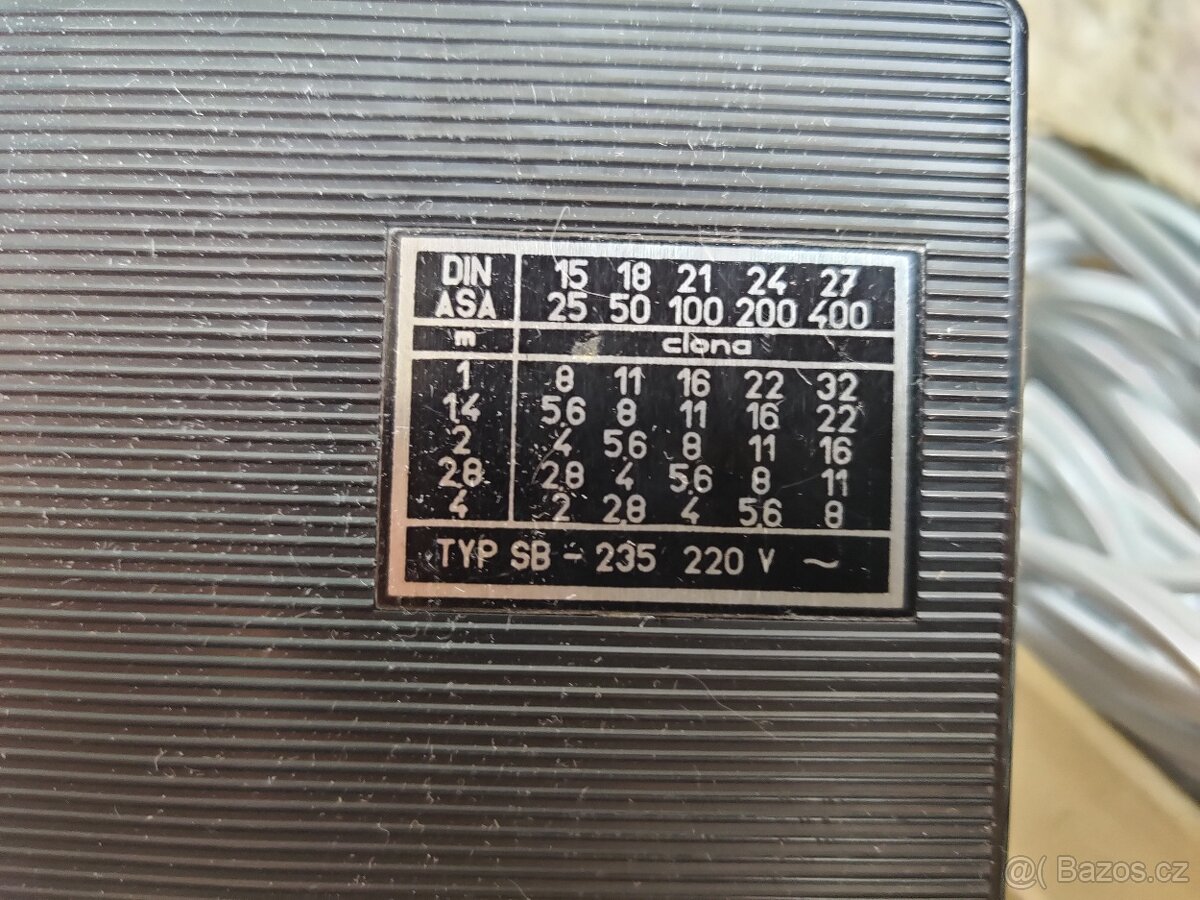 DIN 15 18 21 24 27
ASA 25 50 100 200 400
m clona
1 8 11 16 22 32
1,4 5,6 8 11 16 22
2 4 5,6 8 11 16
2,8 2,8 4 5,6 8 11
4 2 2,8 4 5,6 8
TYP SB - 235 220 V ~
@( Bazos.cz